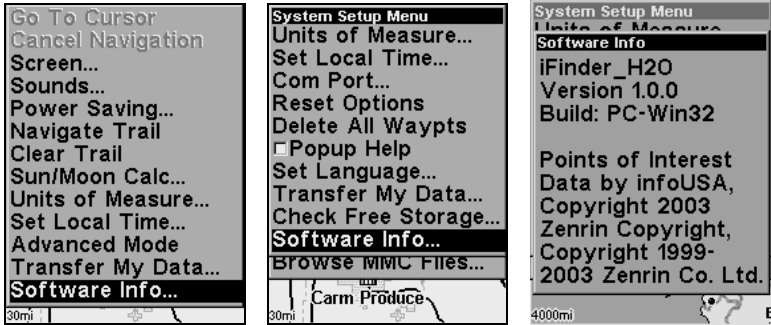 Go To Cursor
Cancel Navigation
Screen...
Sounds...
Power Saving...
Navigate Trail
Clear Trail
Sun/Moon Calc...
Units of Measure...
Set Local Time...
Advanced Mode
Transfer My Data...
Software Info...
30mi
System Setup Menu
Units of Measure...
Set Local Time...
Com Port...
Reset Options
Delete All Waypts
Popup Help
Set Language...
Transfer My Data...
Check Free Storage...
Software Info...
Browse MMC Files...
Carm Produce
30mi
System Setup Menu
Units of Measure
Software Info
iFinder_H2O
Version 1.0.0
Build: PC-Win32
Points of Interest
Data by infoUSA,
Copyright 2003
Zenrin Copyright,
Copyright 1999-
2003 Zenrin Co. Ltd.
4000mi